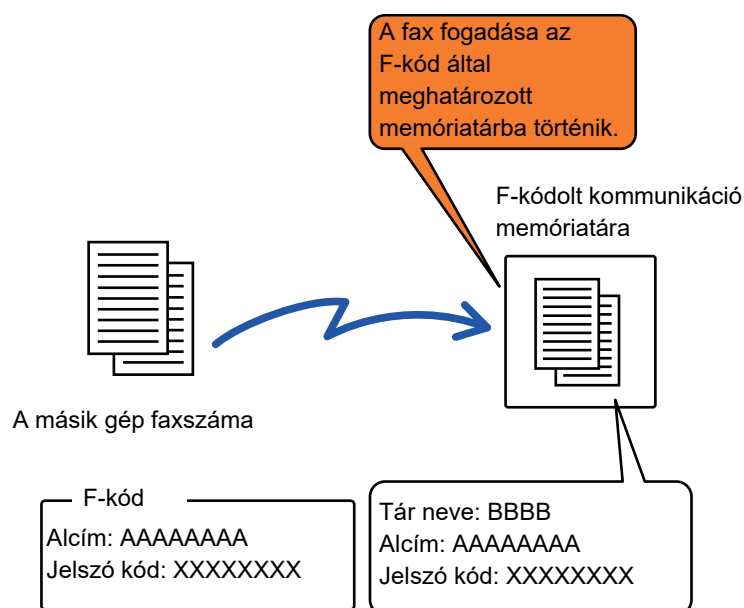 A fax fogadása az
F-kód által
meghatározott
memóriatárba történik.
F-kódolt kommunikáció
memóriatára
A másik gép faxszáma
F-kód
Alcím: AAAAAAAA
Jelszó kód: XXXXXXXX
Tár neve: BBBB
Alcím: AAAAAAAA
Jelszó kód: XXXXXXXX